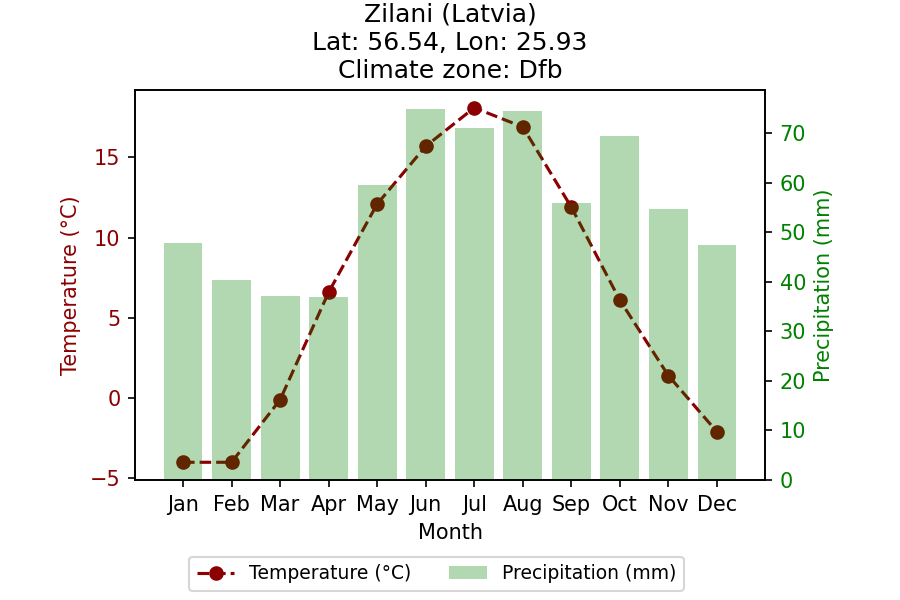 Zilani (Latvia)
Lat: 56.54, Lon: 25.93
Climate zone: Dfb
Temperature (°C)
15
10
5
0
−5
70
60
50
40
30
20
10
0
Precipitation (mm)
Jan Feb Mar Apr May Jun Jul Aug Sep Oct Nov Dec
Month
Temperature (°C) Precipitation (mm)